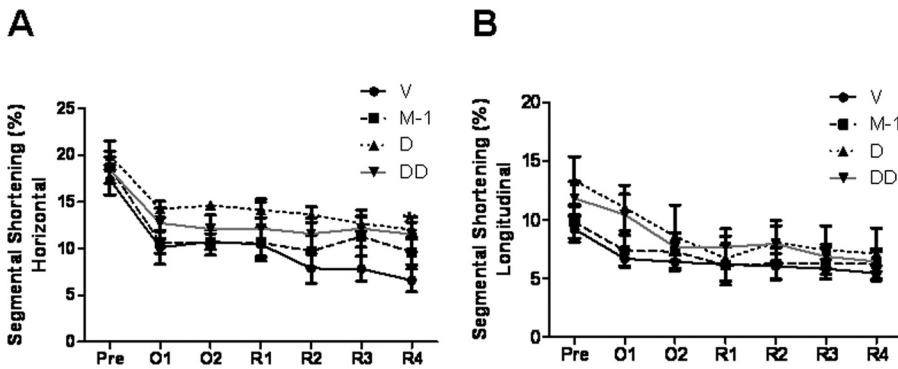 A
Segmental Shortening (%)
Horizontal
25
20
15
10
5
0
Pre O1 O2 R1 R2 R3 R4
V
M-1
D
DD
*
B
Segmental Shortening (%)
Longitudinal
20
15
10
5
0
Pre O1 O2 R1 R2 R3 R4
V
M-1
D
DD